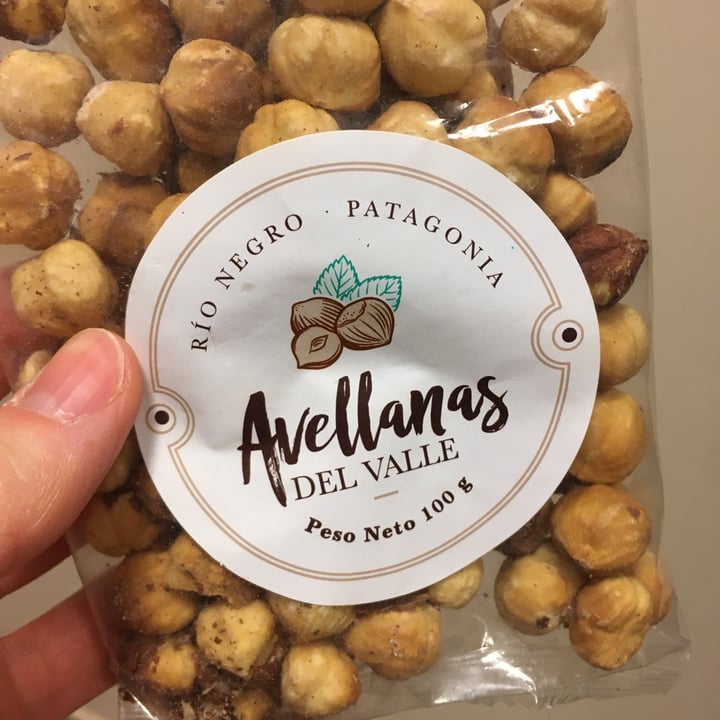 RÍO NEGRO · PATAGONIA
Avellanas
DEL VALLE
Peso Neto 100 g